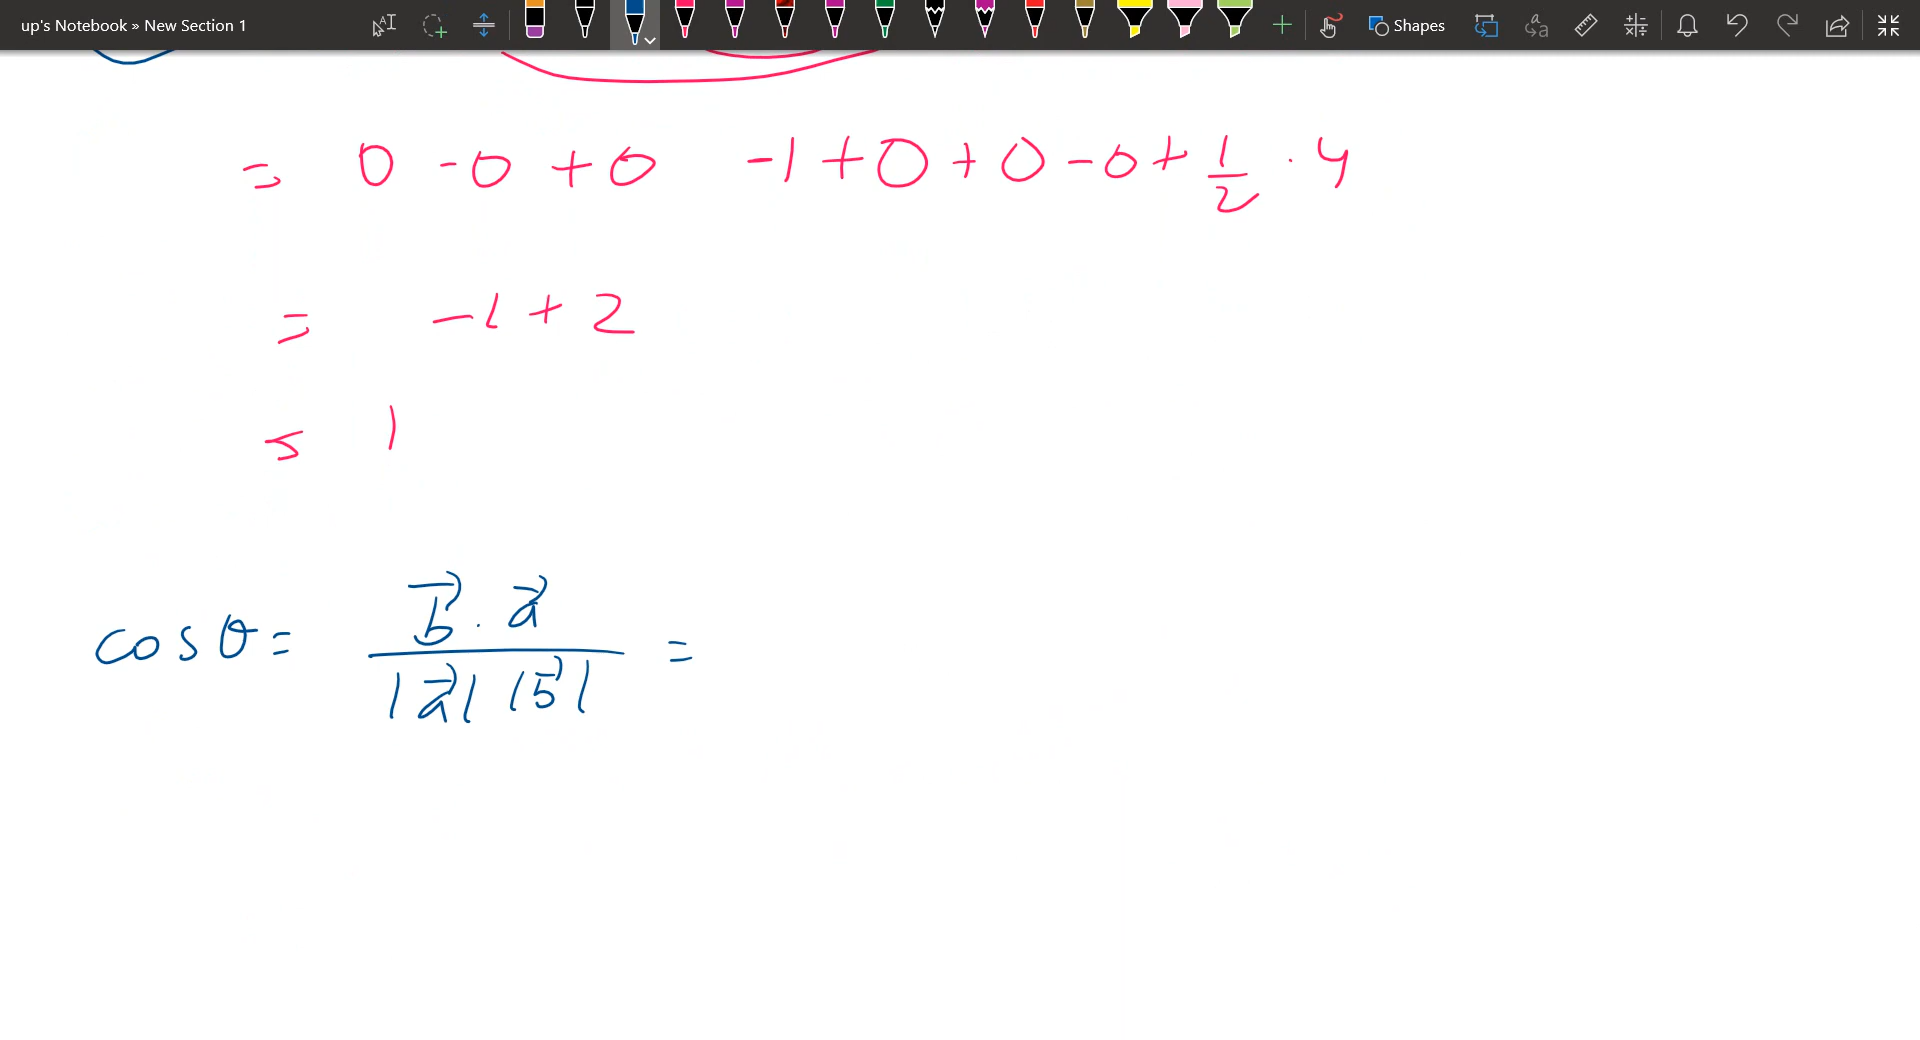 up's Notebook » New Section 1
Shapes
= 0 - 0 + 0 -1 + 0 + 0 - 0 + 1/2 · 4
= -1 + 2
= 1
cos θ = b⃗ · a⃗ / |a⃗| |b⃗| =